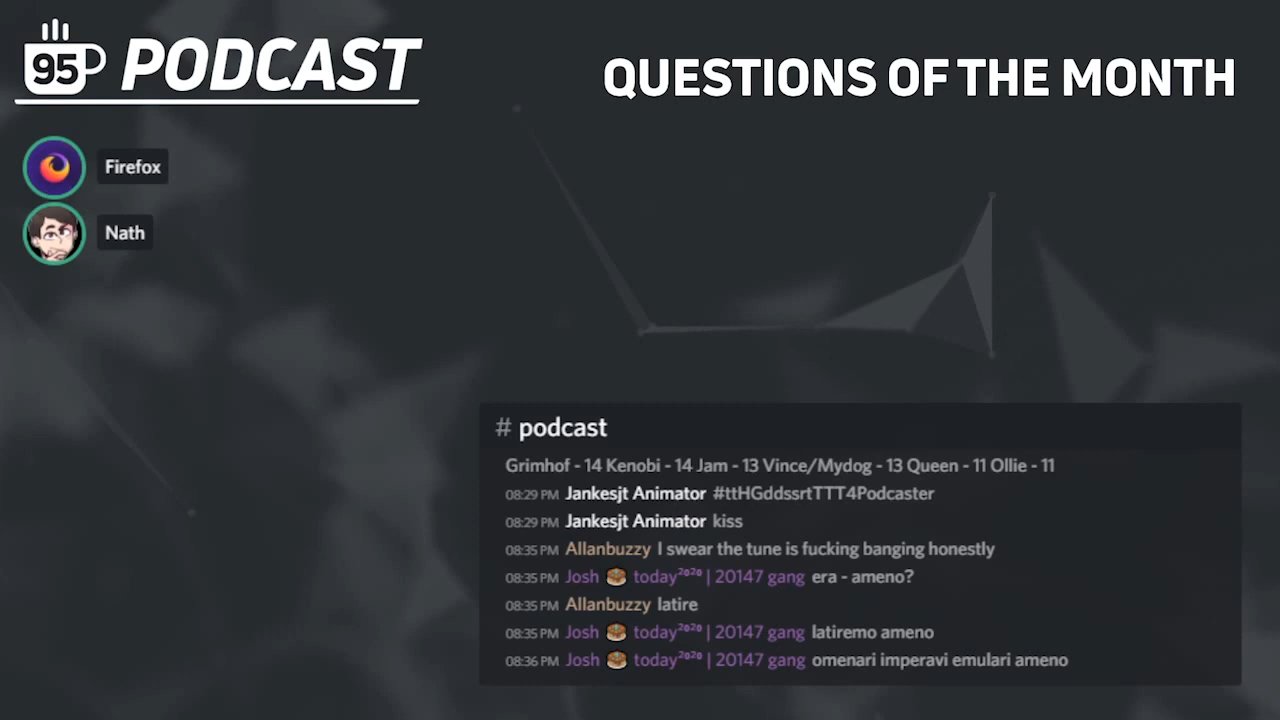 95 PODCAST
QUESTIONS OF THE MONTH
Firefox
Nath
# podcast
Grimhof - 14 Kenobi - 14 Jam - 13 Vince/Mydog - 13 Queen - 11 Ollie - 11
08:29 PM Jankesjt Animator #ttHGddssrtTTT4Podcaster
08:29 PM Jankesjt Animator kiss
08:35 PM Allanbuzzy I swear the tune is fucking banging honestly
08:35 PM Josh 🥞 today²⁰²⁰ | 20147 gang era - ameno?
08:35 PM Allanbuzzy latire
08:35 PM Josh 🥞 today²⁰²⁰ | 20147 gang latiremo ameno
08:36 PM Josh 🥞 today²⁰²⁰ | 20147 gang omenari imperavi emulari ameno